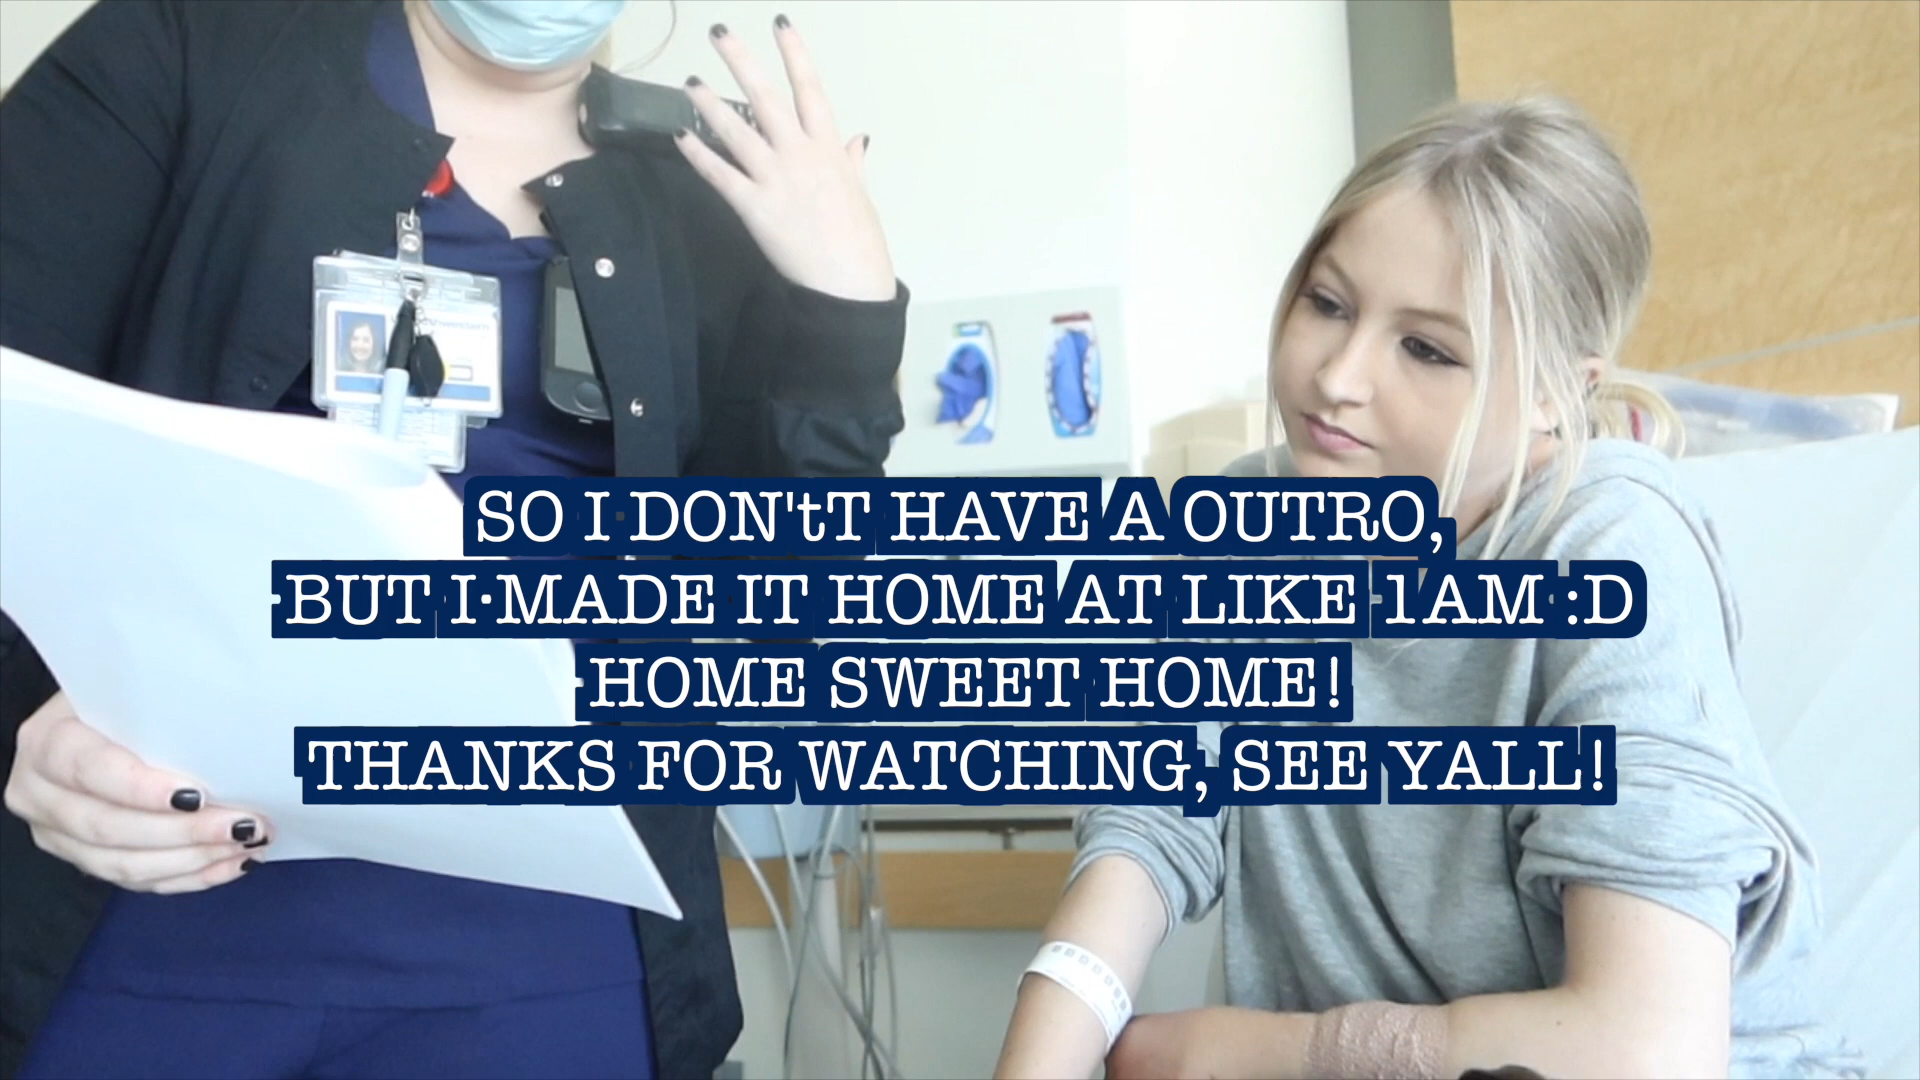 SO I DON'tT HAVE A OUTRO,
BUT I MADE IT HOME AT LIKE 1AM :D
HOME SWEET HOME!
THANKS FOR WATCHING, SEE YALL!